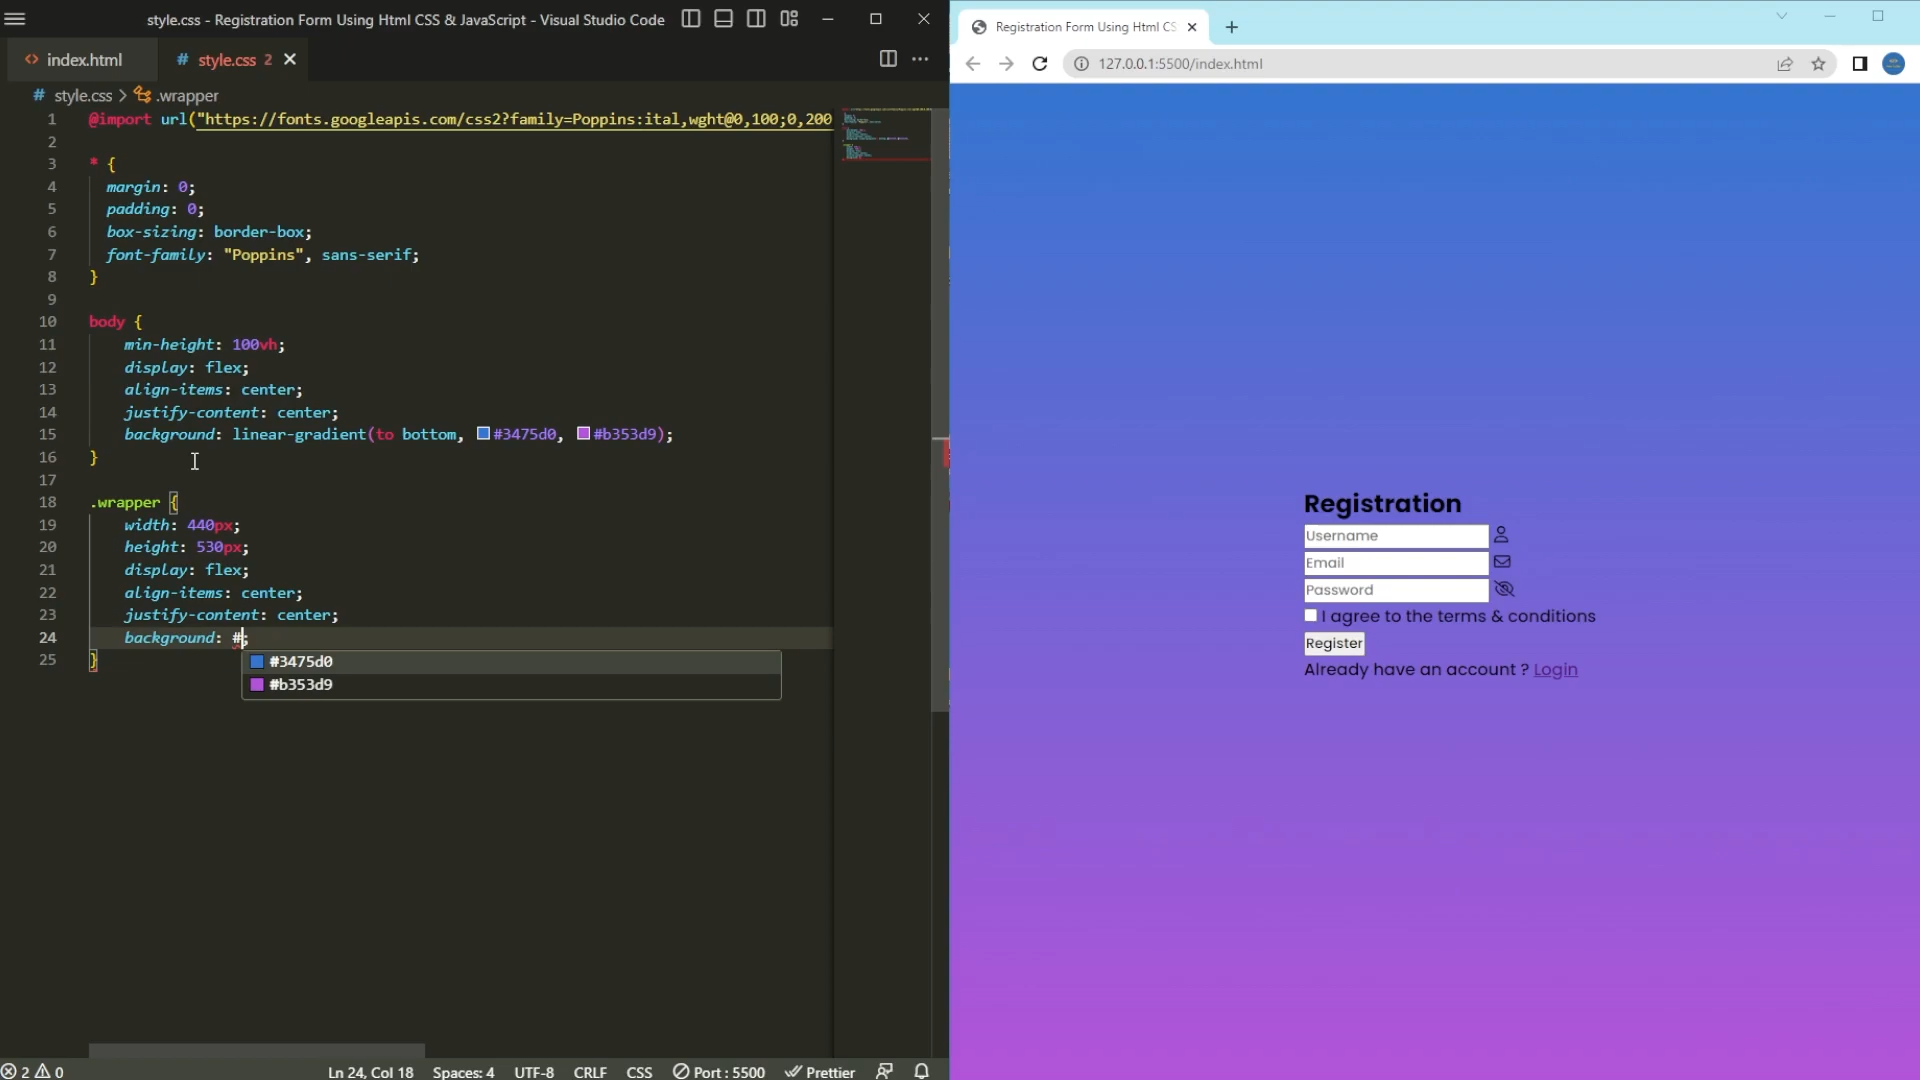 style.css - Registration Form Using Html CSS & JavaScript - Visual Studio Code
index.html
# style.css 2
# style.css > .wrapper
1 @import url("https://fonts.googleapis.com/css2?family=Poppins:ital,wght@0,100;0,200
2
3 * {
4 margin: 0;
5 padding: 0;
6 box-sizing: border-box;
7 font-family: "Poppins", sans-serif;
8 }
9
10 body {
11 min-height: 100vh;
12 display: flex;
13 align-items: center;
14 justify-content: center;
15 background: linear-gradient(to bottom, #3475d0, #b353d9);
16 }
17
18 .wrapper {
19 width: 440px;
20 height: 530px;
21 display: flex;
22 align-items: center;
23 justify-content: center;
24 background: #;
25 }
#3475d0
#b353d9
2 0
Ln 24, Col 18
Spaces: 4
UTF-8
CRLF
CSS
Port : 5500
Prettier
Registration Form Using Html CS
127.0.0.1:5500/index.html
Registration
Username
Email
Password
I agree to the terms & conditions
Register
Already have an account ? Login